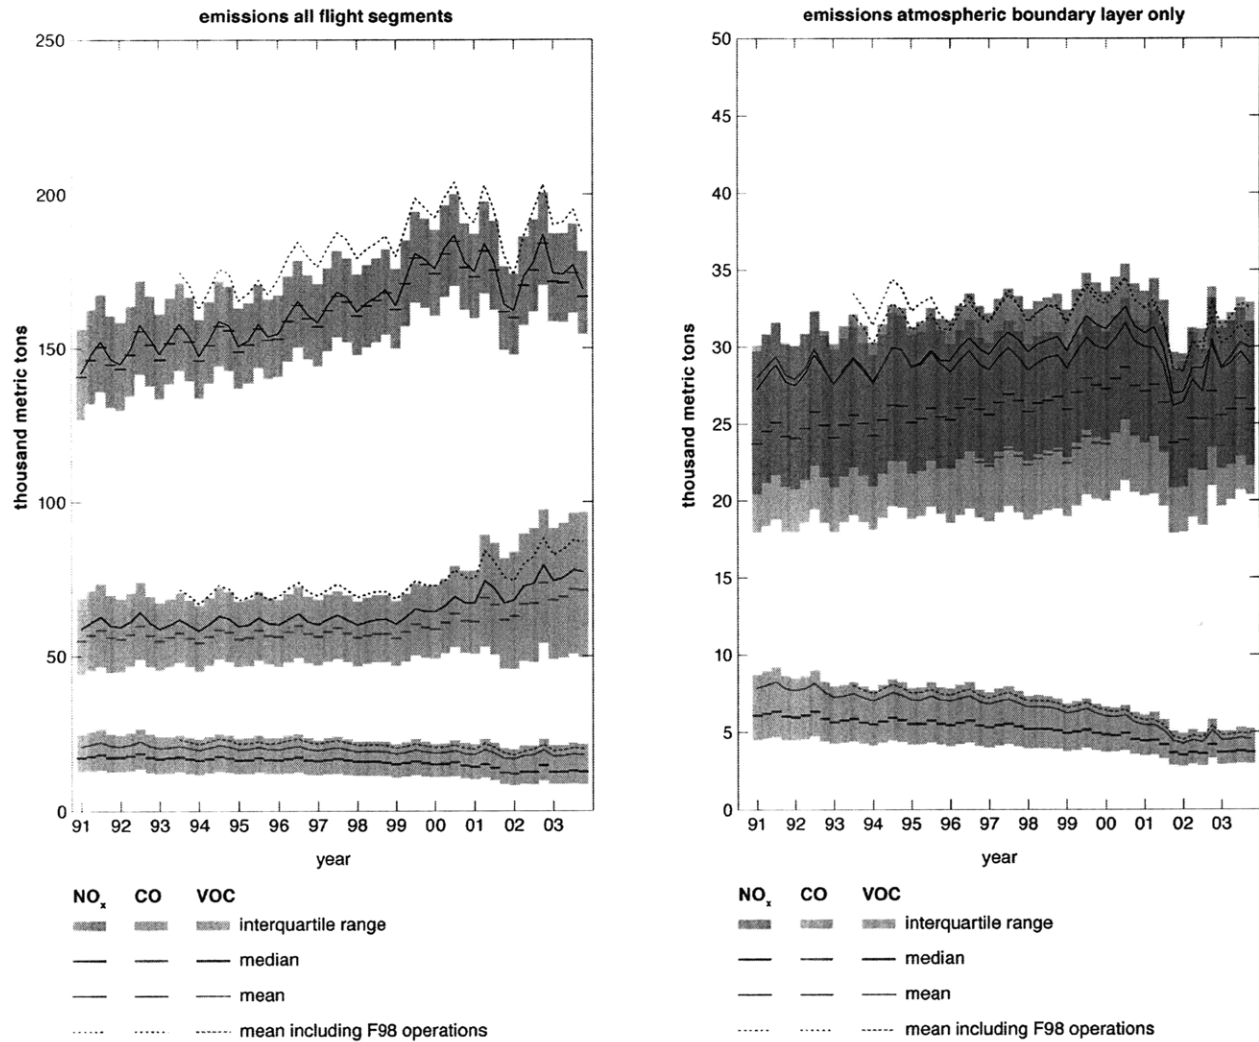 emissions all flight segments
250
200
150
100
50
0
thousand metric tons
91 92 93 94 95 96 97 98 99 00 01 02 03
year
NOx CO VOC
interquartile range
median
mean
mean including F98 operations
emissions atmospheric boundary layer only
50
45
40
35
30
25
20
15
10
5
0
thousand metric tons
91 92 93 94 95 96 97 98 99 00 01 02 03
year
NOx CO VOC
interquartile range
median
mean
mean including F98 operations